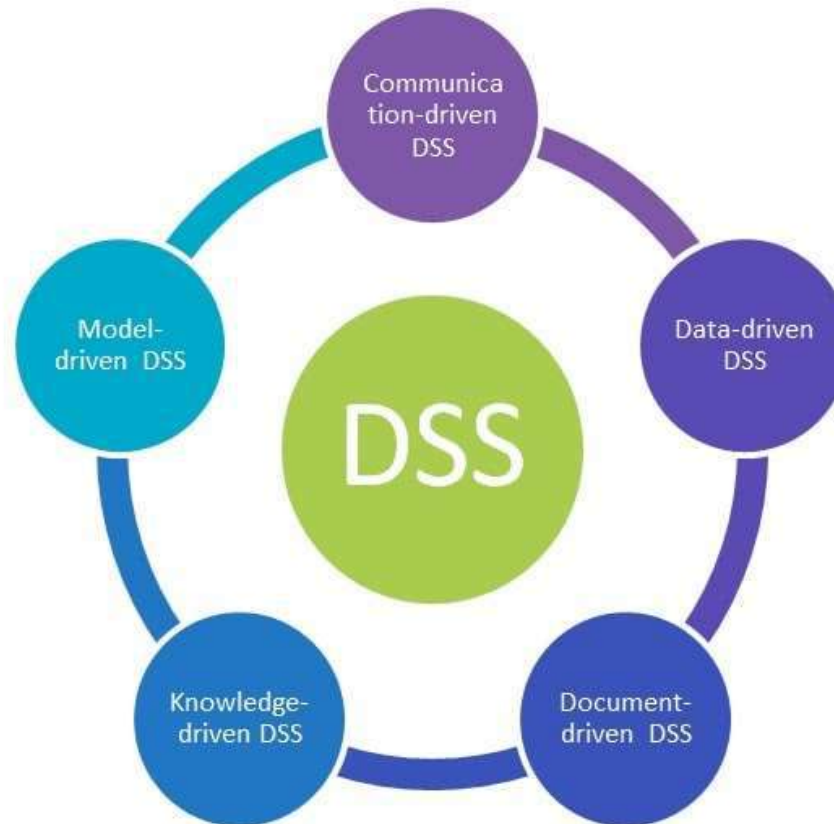 Communica
tion-driven
DSS
Model-
driven DSS
Data-driven
DSS
DSS
Knowledge-
driven DSS
Document-
driven DSS